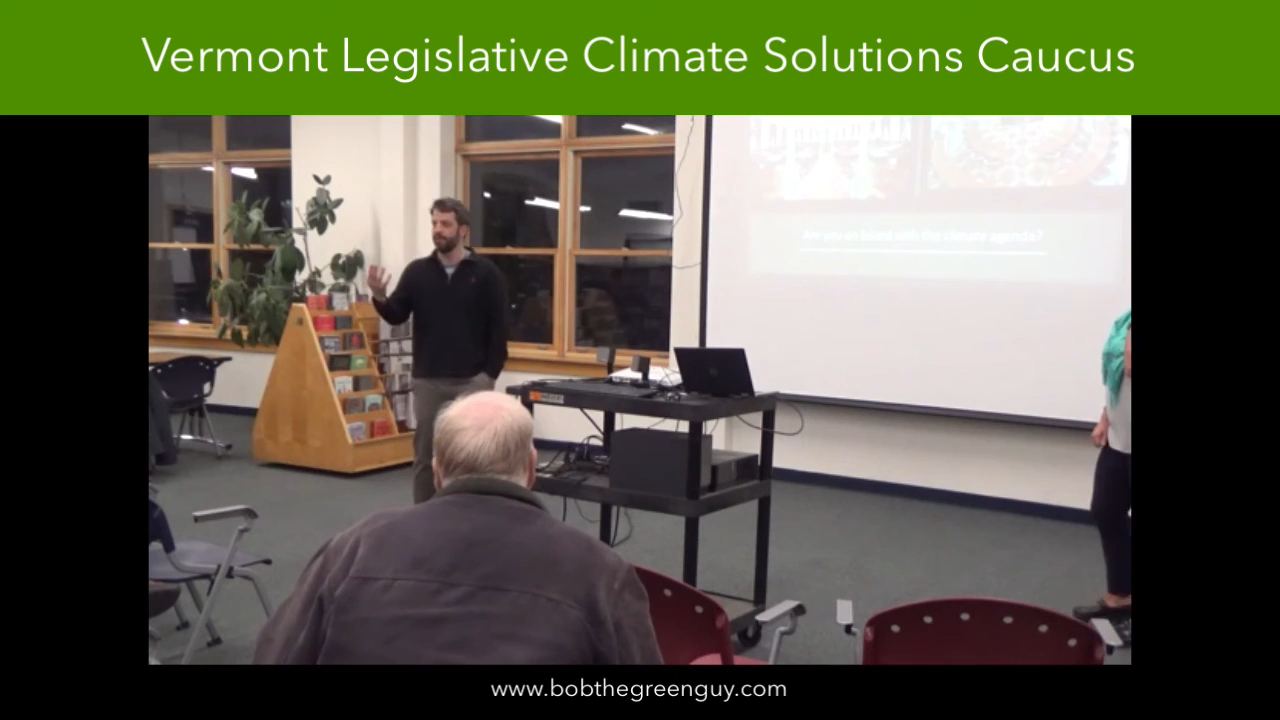 Vermont Legislative Climate Solutions Caucus
Are you on board with the climate agenda?
www.bobthegreenguy.com